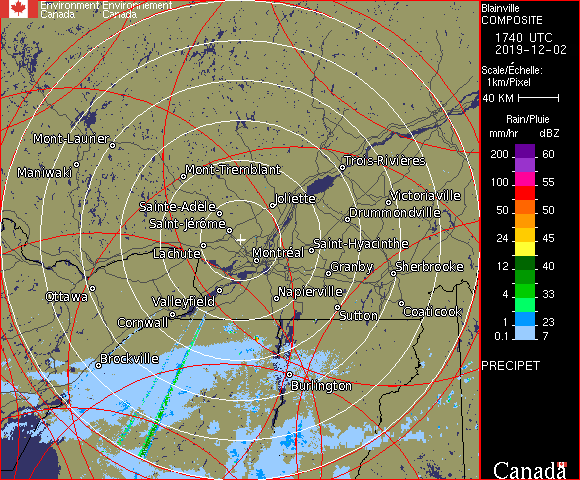 Environment Environnement
Canada Canada
Blainville
COMPOSITE
1740 UTC
2019-12-02
Scale/Échelle:
1km/Pixel
40 KM
Rain/Pluie
mm/hr dBZ
200 60
100 55
50 50
24 45
12 40
4 33
1 23
0.1 7
PRECIPET
Canada
Mont-Laurier
Maniwaki
Mont-Tremblant
Trois-Rivières
Joliette
Victoriaville
Sainte-Adèle
Drummondville
Saint-Jérôme
Saint-Hyacinthe
Lachute
Montréal
Granby
Sherbrooke
Ottawa
Valleyfield
Napierville
Cornwall
Sutton
Coaticook
Brockville
Burlington